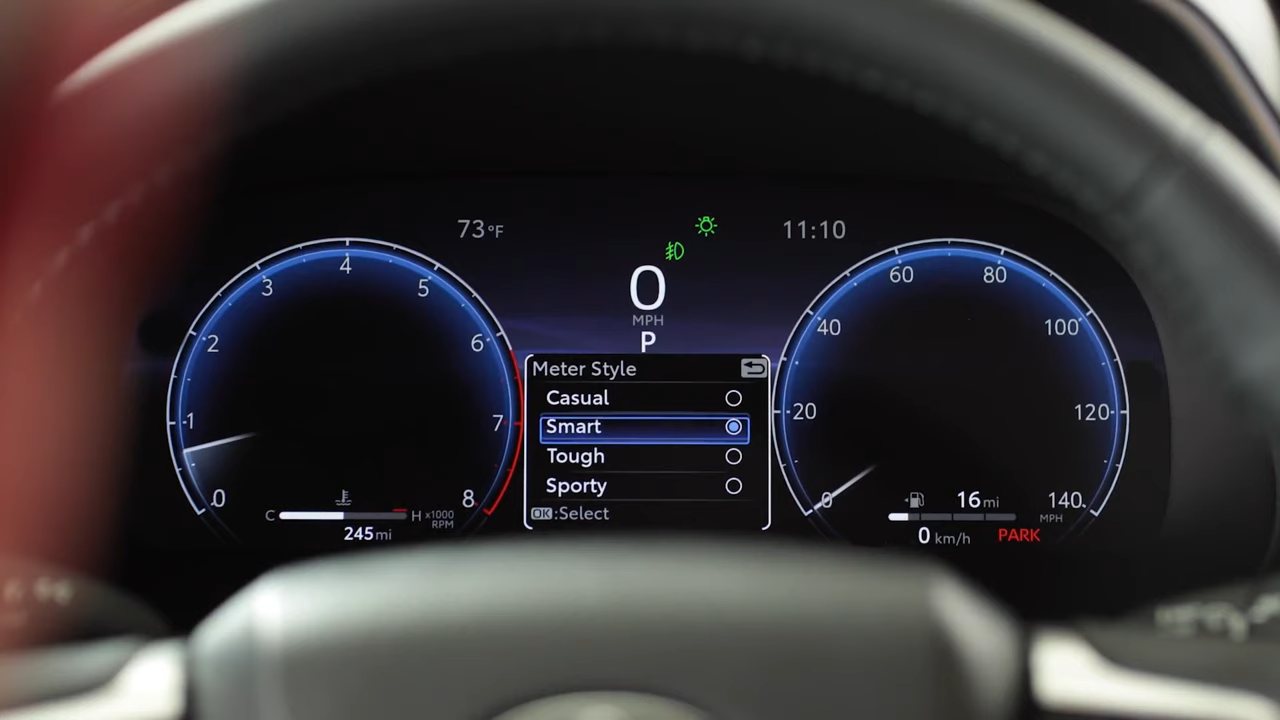 73°F
11:10
0
MPH
P
0
1
2
3
4
5
6
7
8
x1000
RPM
C
H
245 mi
Meter Style
Casual
Smart
Tough
Sporty
OK:Select
0
20
40
60
80
100
120
140
MPH
16 mi
0 km/h
PARK